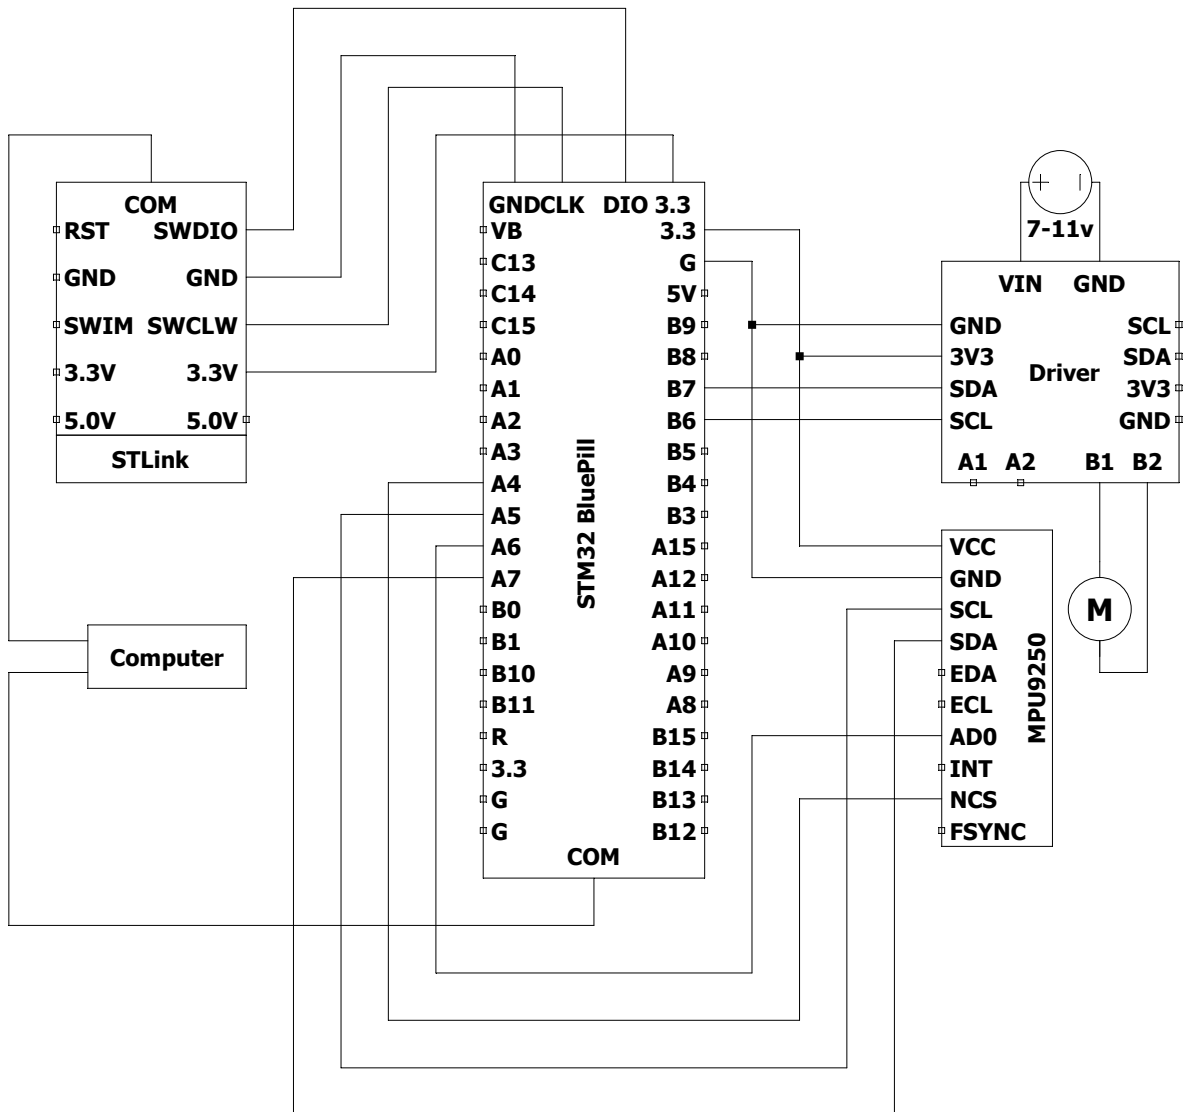 COM
RST SWDIO
GND GND
SWIM SWCLW
3.3V 3.3V
5.0V 5.0V
STLink
Computer
GNDCLK DIO 3.3
VB 3.3
C13 G
C14 5V
C15 B9
A0 B8
A1 B7
A2 B6
A3 B5
A4 B4
A5 B3
A6 A15
A7 A12
B0 A11
B1 A10
B10 A9
B11 A8
R B15
3.3 B14
G B13
G B12
COM
STM32 BluePill
+ –
7-11v
VIN GND
GND SCL
3V3 SDA
Driver
SDA 3V3
SCL GND
A1 A2 B1 B2
M
VCC
GND
SCL
SDA
EDA
ECL
AD0
INT
NCS
FSYNC
MPU9250